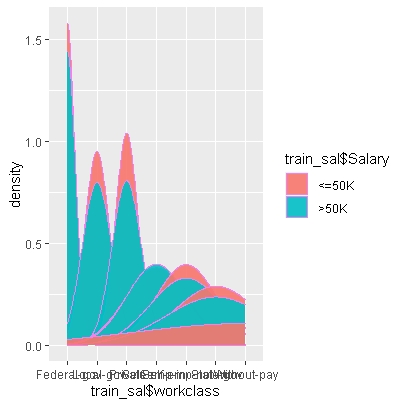 1.5
1.0
0.5
0.0
density
train_sal$workclass
train_sal$Salary
<=50K
>50K